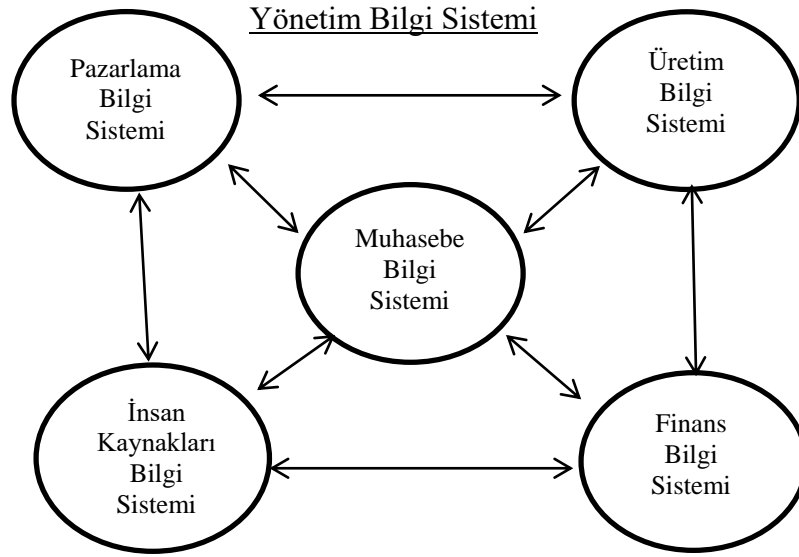 Yönetim Bilgi Sistemi
Pazarlama
Bilgi
Sistemi
Üretim
Bilgi
Sistemi
Muhasebe
Bilgi
Sistemi
İnsan
Kaynakları
Bilgi
Sistemi
Finans
Bilgi
Sistemi